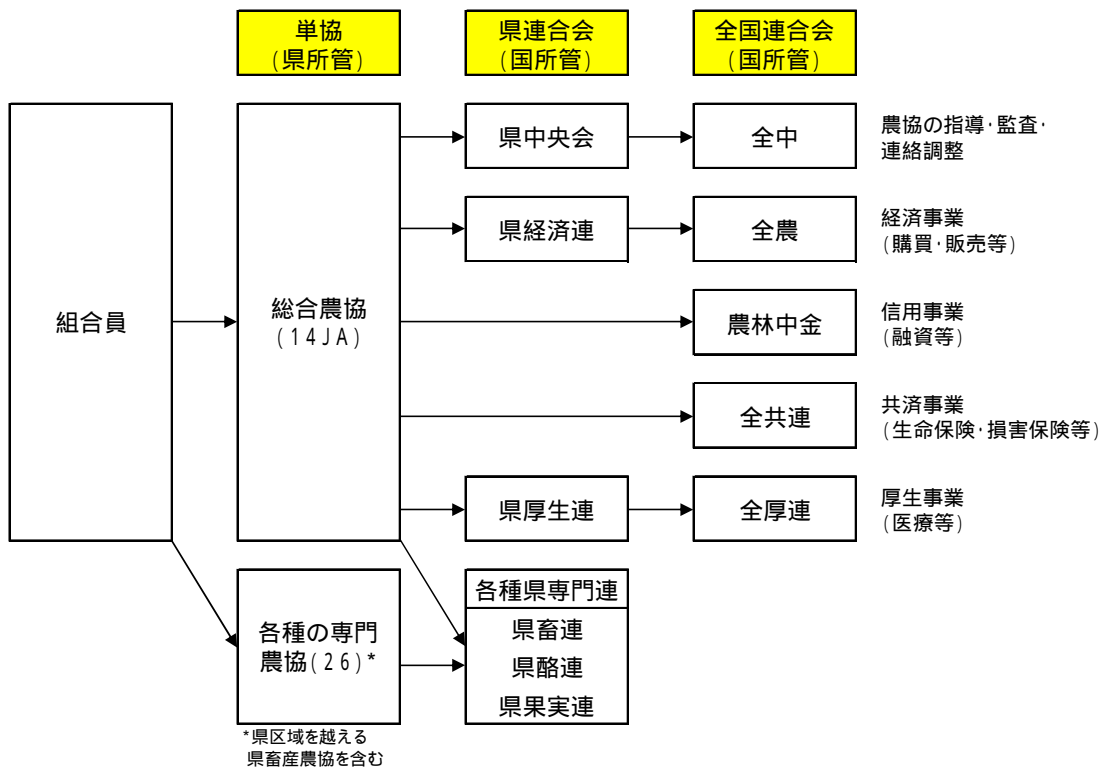 単協
(県所管)
県連合会
(国所管)
全国連合会
(国所管)
組合員
総合農協
(14JA)
県中央会
全中
農協の指導･監査･
連絡調整
県経済連
全農
経済事業
(購買･販売等)
農林中金
信用事業
(融資等)
全共連
共済事業
(生命保険･損害保険等)
県厚生連
全厚連
厚生事業
(医療等)
各種の専門
農協(26)*
*県区域を越える
県畜産農協を含む
各種県専門連
県畜連
県酪連
県果実連